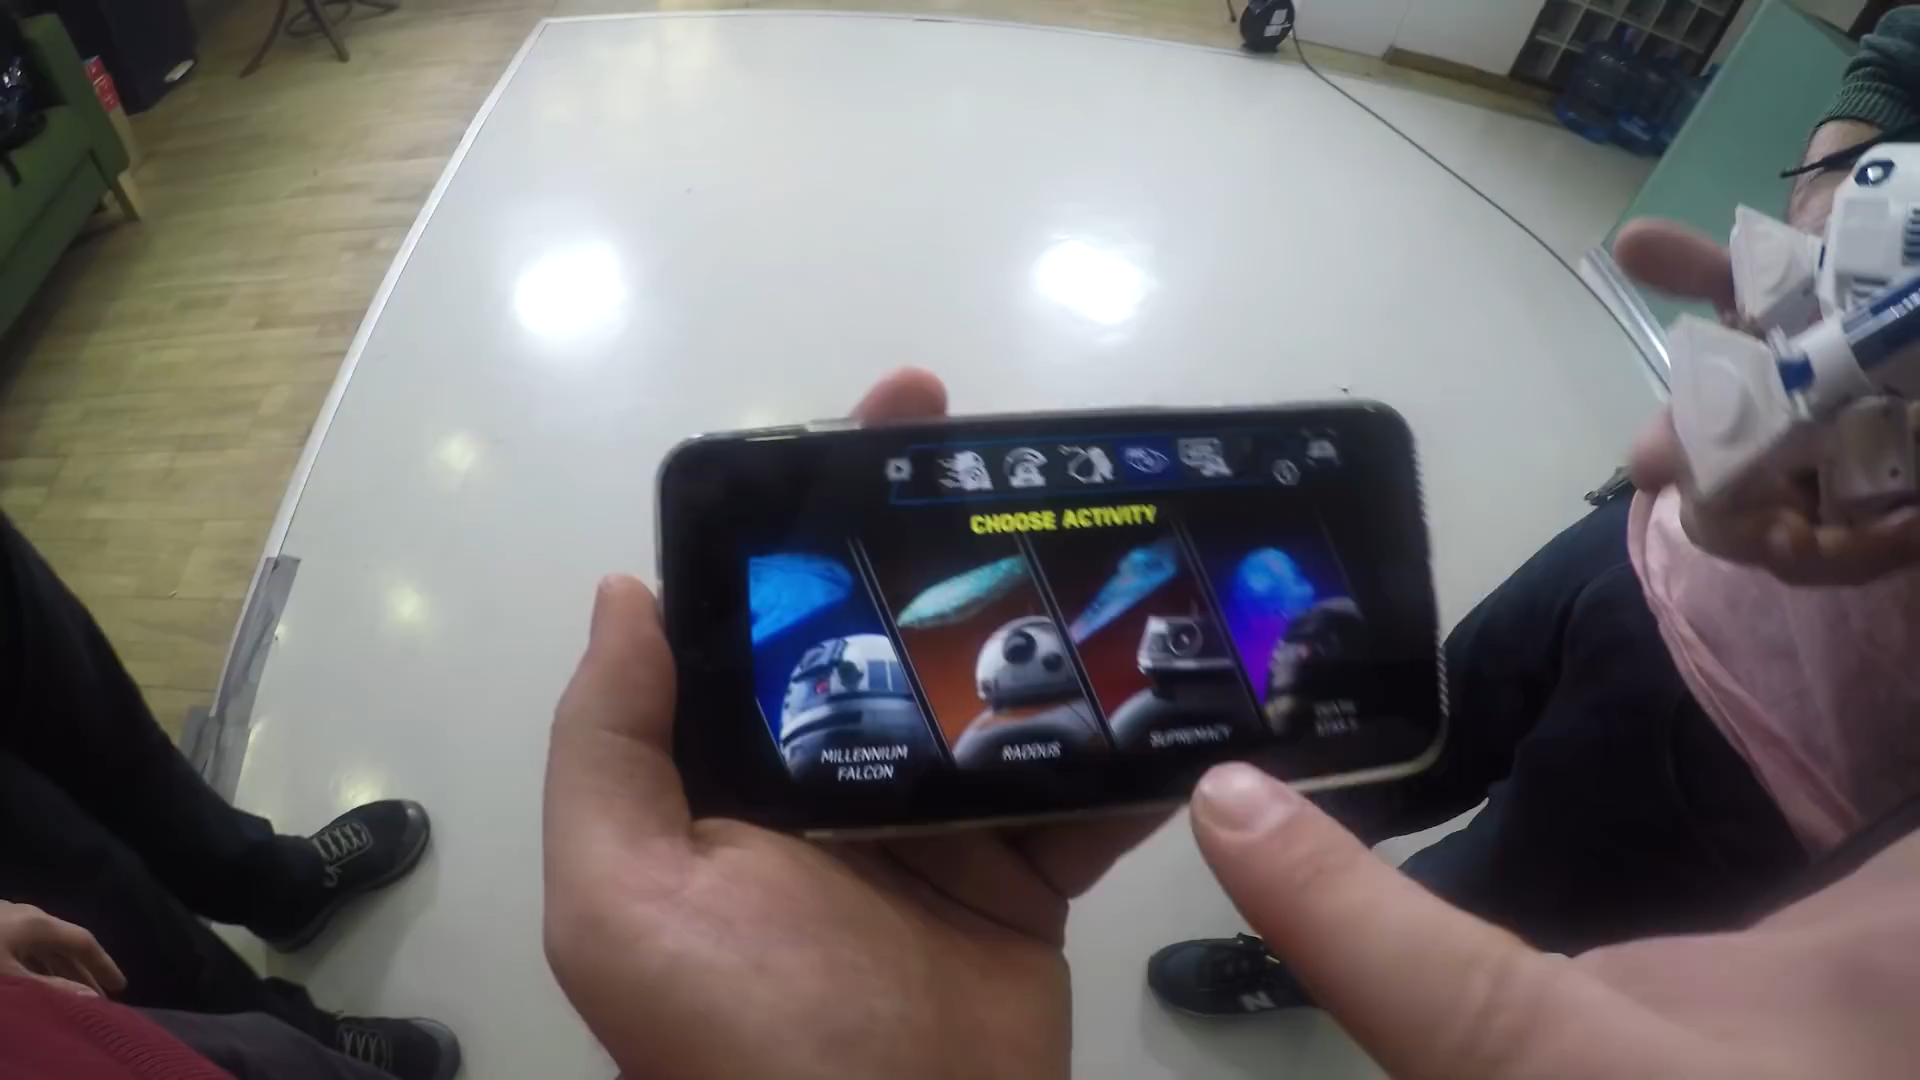 CHOOSE ACTIVITY
MILLENNIUM
FALCON
RADDUS
SUPREMACY
N